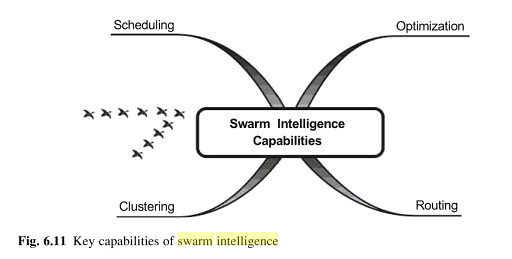 Scheduling
Optimization
Swarm Intelligence
Capabilities
Clustering
Routing
Fig. 6.11 Key capabilities of swarm intelligence